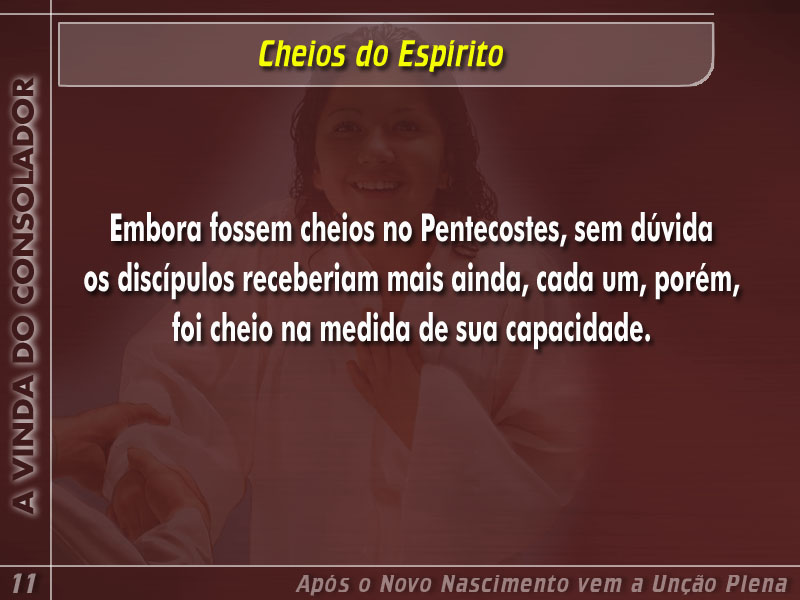 Cheios do Espírito
A VINDA DO CONSOLADOR
Embora fossem cheios no Pentecostes, sem dúvida
os discípulos receberiam mais ainda, cada um, porém,
foi cheio na medida de sua capacidade.
11
Após o Novo Nascimento vem a Unção Plena